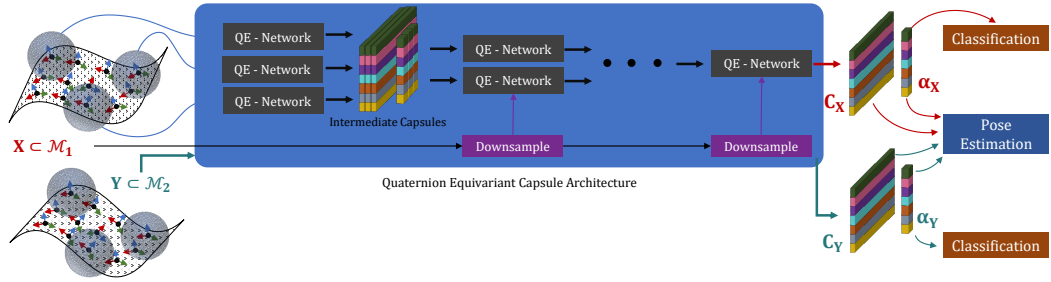 QE - Network
QE - Network
QE - Network
Intermediate Capsules
QE - Network
QE - Network
QE - Network
Downsample
Downsample
Quaternion Equivariant Capsule Architecture
X ⊂ ℳ₁
Y ⊂ ℳ₂
C_X
α_X
Classification
Pose
Estimation
C_Y
α_Y
Classification